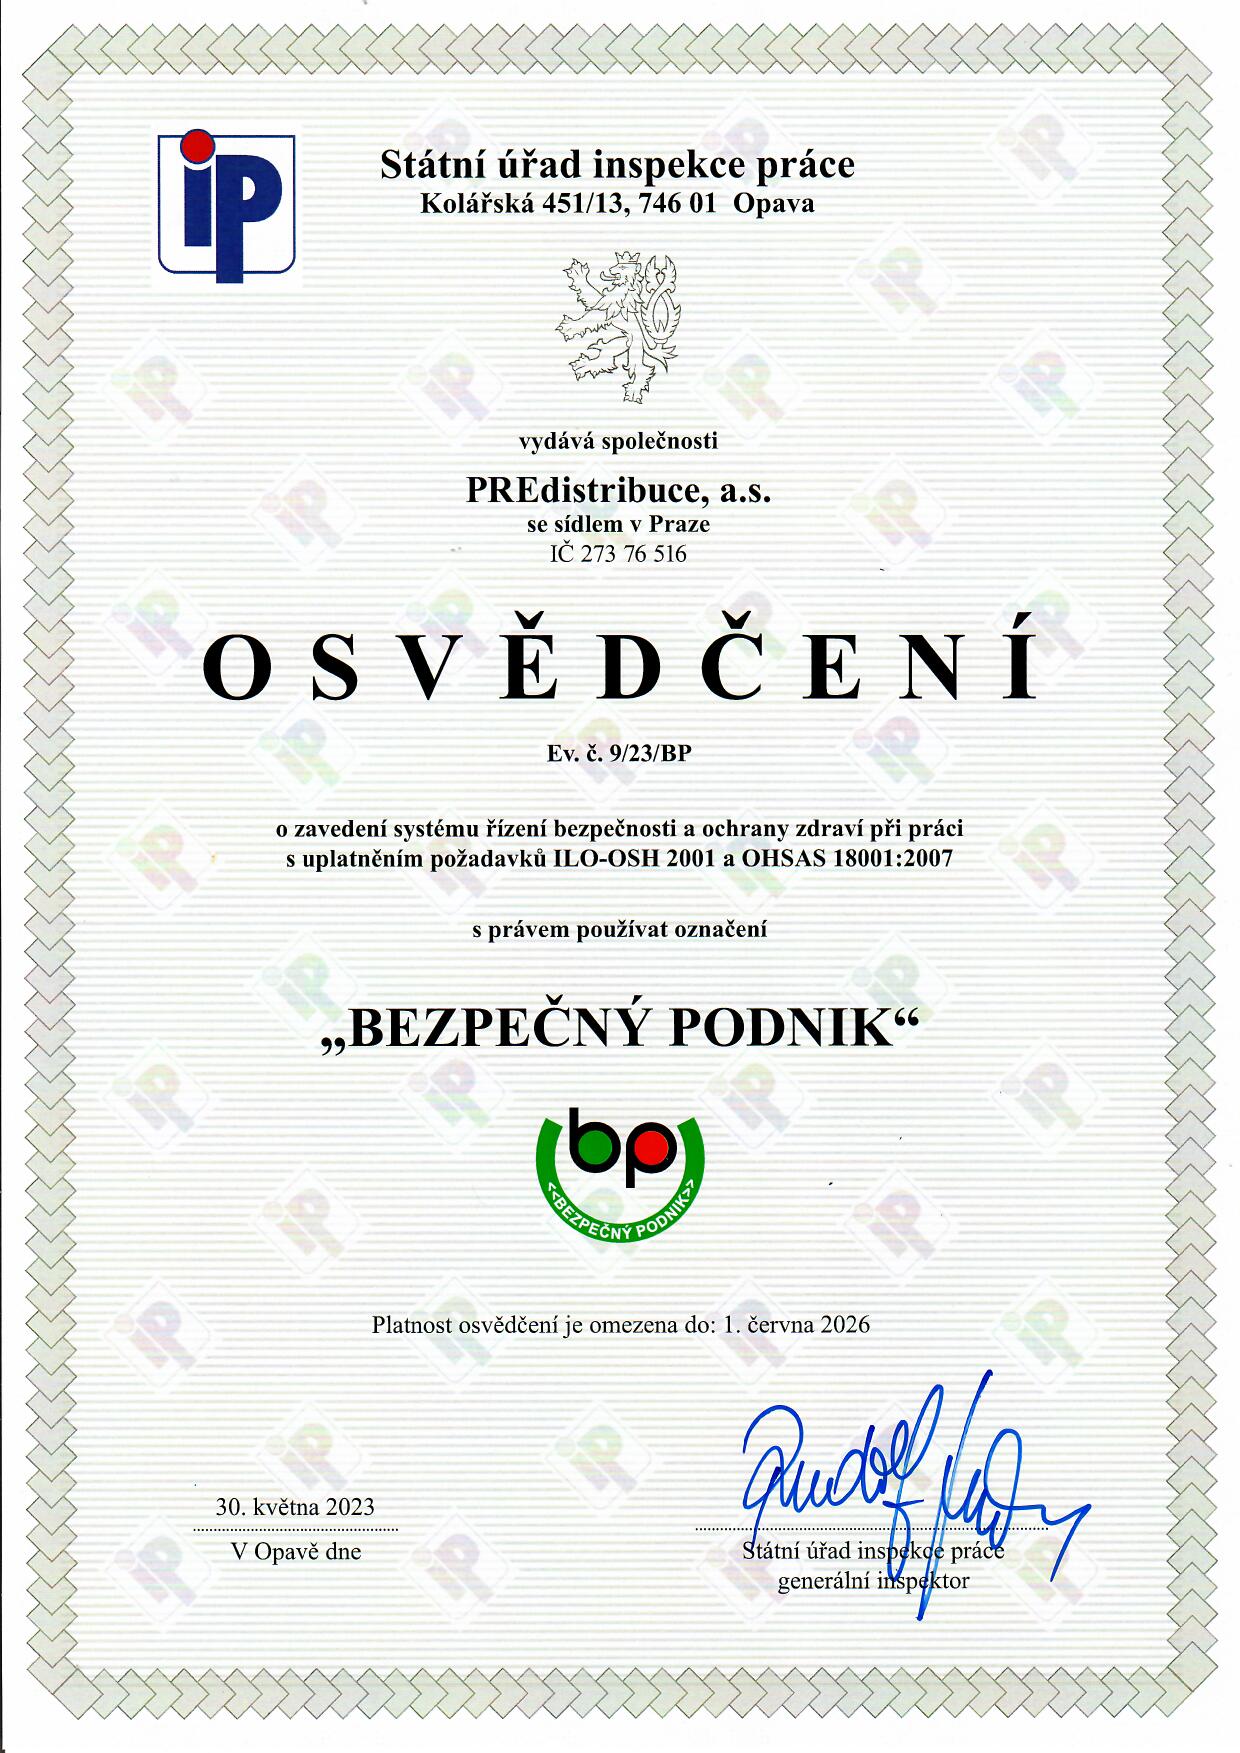 ip
Státní úřad inspekce práce
Kolářská 451/13, 746 01 Opava
vydává společnosti
PREdistribuce, a.s.
se sídlem v Praze
IČ 273 76 516
OSVĚDČENÍ
Ev. č. 9/23/BP
o zavedení systému řízení bezpečnosti a ochrany zdraví při práci
s uplatněním požadavků ILO-OSH 2001 a OHSAS 18001:2007
s právem používat označení
„BEZPEČNÝ PODNIK“
bp
<<BEZPEČNÝ PODNIK>>
Platnost osvědčení je omezena do: 1. června 2026
30. května 2023
V Opavě dne
Státní úřad inspekce práce
generální inspektor